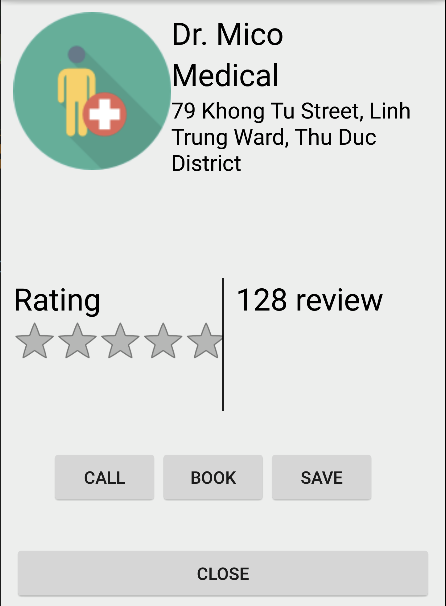 Dr. Mico
Medical
79 Khong Tu Street, Linh
Trung Ward, Thu Duc
District
Rating
128 review
CALL
BOOK
SAVE
CLOSE